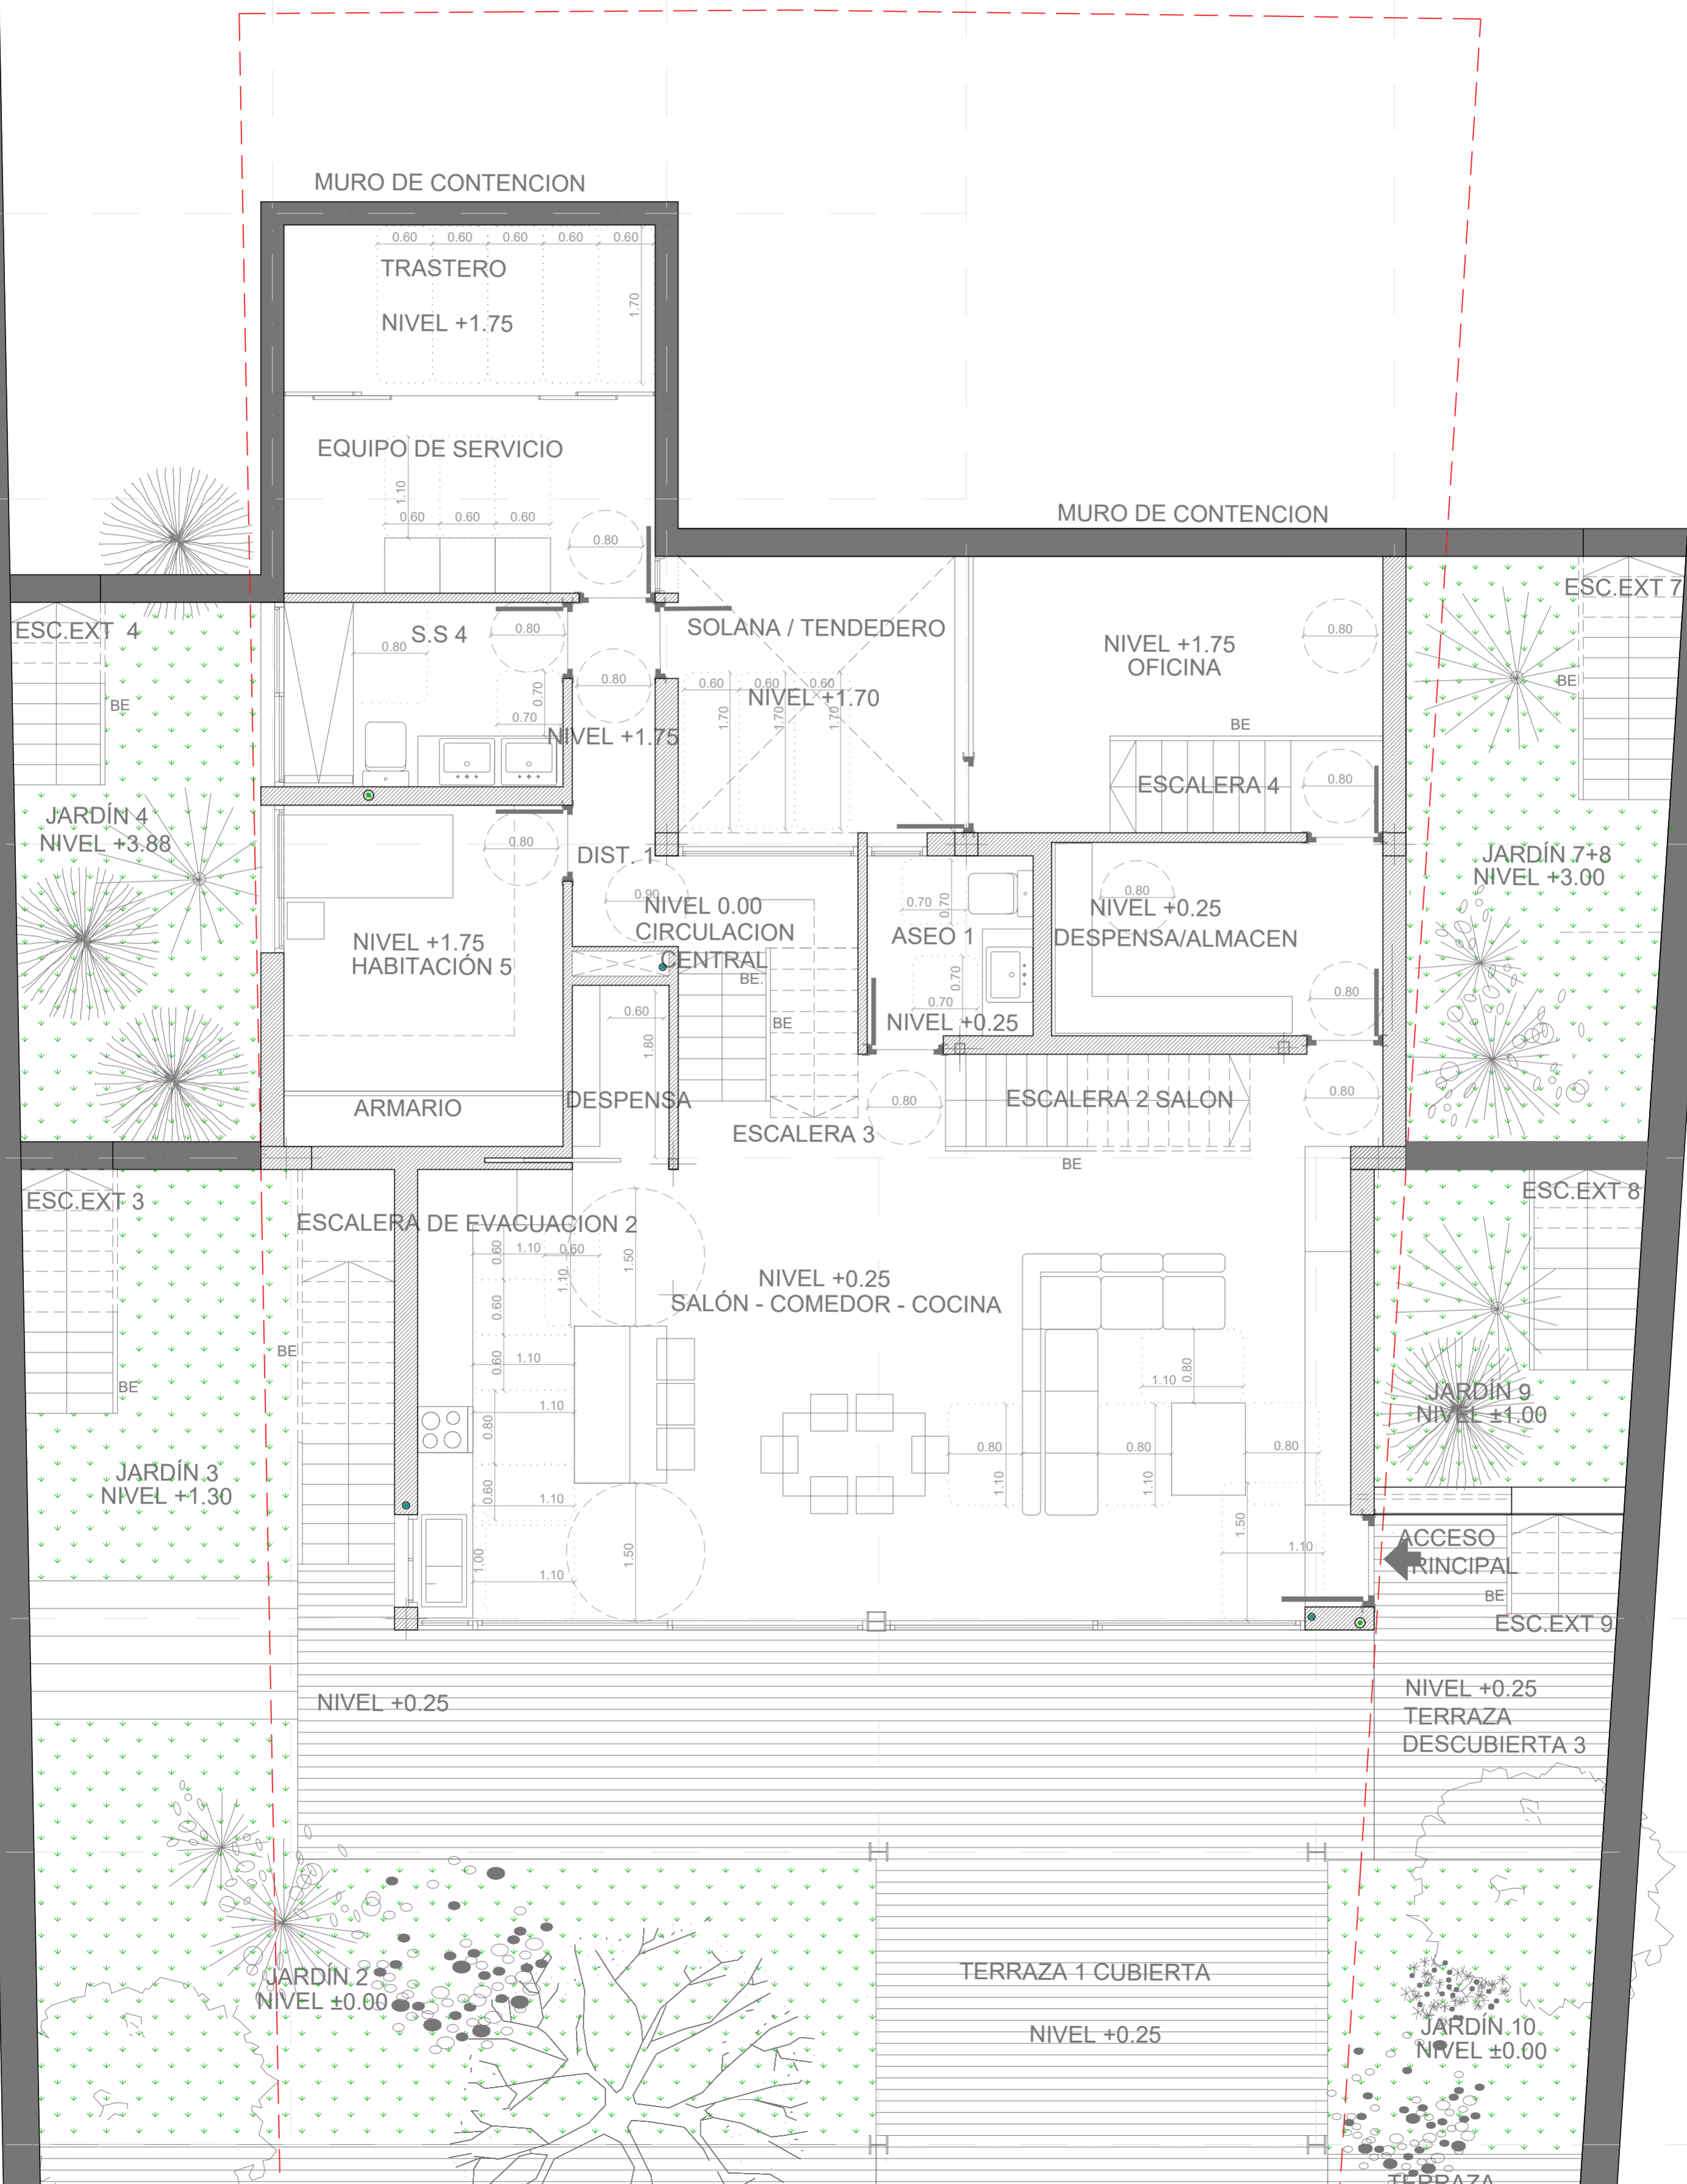 MURO DE CONTENCION
0.60 0.60 0.60 0.60 0.60
TRASTERO
1.70
NIVEL +1.75
EQUIPO DE SERVICIO
1.10
0.60 0.60 0.60
0.80
MURO DE CONTENCION
ESC.EXT 4
S.S 4
0.80
0.80
SOLANA / TENDEDERO
NIVEL +1.75
OFICINA
0.80
ESC.EXT 7
BE
0.80
0.70
0.70
0.60 0.60 0.60
NIVEL +1.70
1.70 1.70 1.70
BE
BE
NIVEL +1.75
ESCALERA 4
0.80
JARDÍN 4
NIVEL +3.88
0.80
DIST. 1
JARDÍN 7+8
NIVEL +3.00
0.90
NIVEL 0.00
CIRCULACION
CENTRAL
BE.
BE
0.70
0.70
ASEO 1
0.70
0.70
NIVEL +0.25
0.80
NIVEL +0.25
DESPENSA/ALMACEN
0.80
NIVEL +1.75
HABITACIÓN 5
0.60
1.80
ARMARIO
DESPENSA
ESCALERA 3
0.80
ESCALERA 2 SALON
0.80
BE
ESC.EXT 3
ESC.EXT 8
ESCALERA DE EVACUACION 2
0.60
1.10
0.60
1.10
1.50
NIVEL +0.25
SALÓN - COMEDOR - COCINA
0.60
BE
BE
0.60
1.10
0.80
1.10
JARDÍN 9
NIVEL ±1.00
1.10
0.80
0.80
0.80
0.80
1.10
1.10
JARDÍN 3
NIVEL +1.30
0.60
1.10
1.50
1.00
1.10
1.50
1.10
ACCESO
RINCIPAL
BE
ESC.EXT 9
NIVEL +0.25
NIVEL +0.25
TERRAZA
DESCUBIERTA 3
JARDÍN 2
NIVEL ±0.00
TERRAZA 1 CUBIERTA
NIVEL +0.25
JARDÍN 10
NIVEL ±0.00
TERRAZA